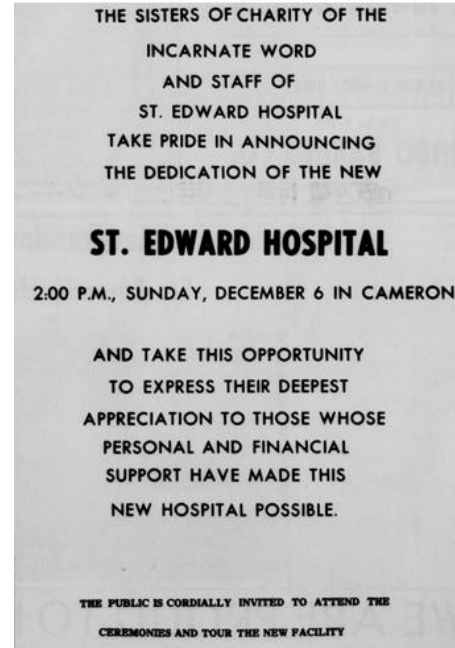 THE SISTERS OF CHARITY OF THE
INCARNATE WORD
AND STAFF OF
ST. EDWARD HOSPITAL
TAKE PRIDE IN ANNOUNCING
THE DEDICATION OF THE NEW
ST. EDWARD HOSPITAL
2:00 P.M., SUNDAY, DECEMBER 6 IN CAMERON
AND TAKE THIS OPPORTUNITY
TO EXPRESS THEIR DEEPEST
APPRECIATION TO THOSE WHOSE
PERSONAL AND FINANCIAL
SUPPORT HAVE MADE THIS
NEW HOSPITAL POSSIBLE.
THE PUBLIC IS CORDIALLY INVITED TO ATTEND THE
CEREMONIES AND TOUR THE NEW FACILITY